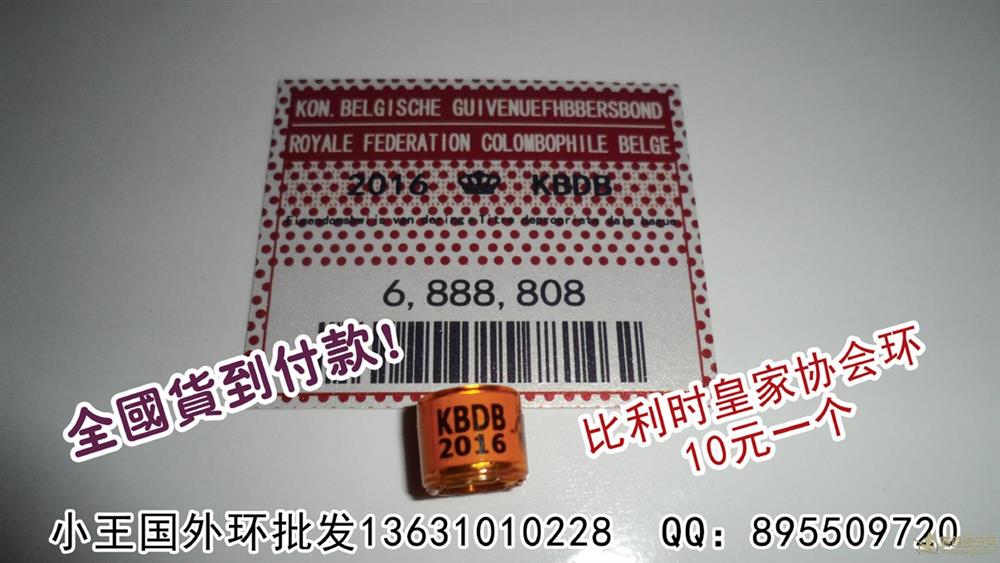 KON. BELGISCHE GUIVENUEFHBBERSBOND
ROYALE FEDERATION COLOMBOPHILE BELGE
2016 KBDB
6, 888, 808
全國貨到付款!
比利时皇家协会环
10元一个
KBDB
2016
小王国外环批发13631010228 QQ: 895509720